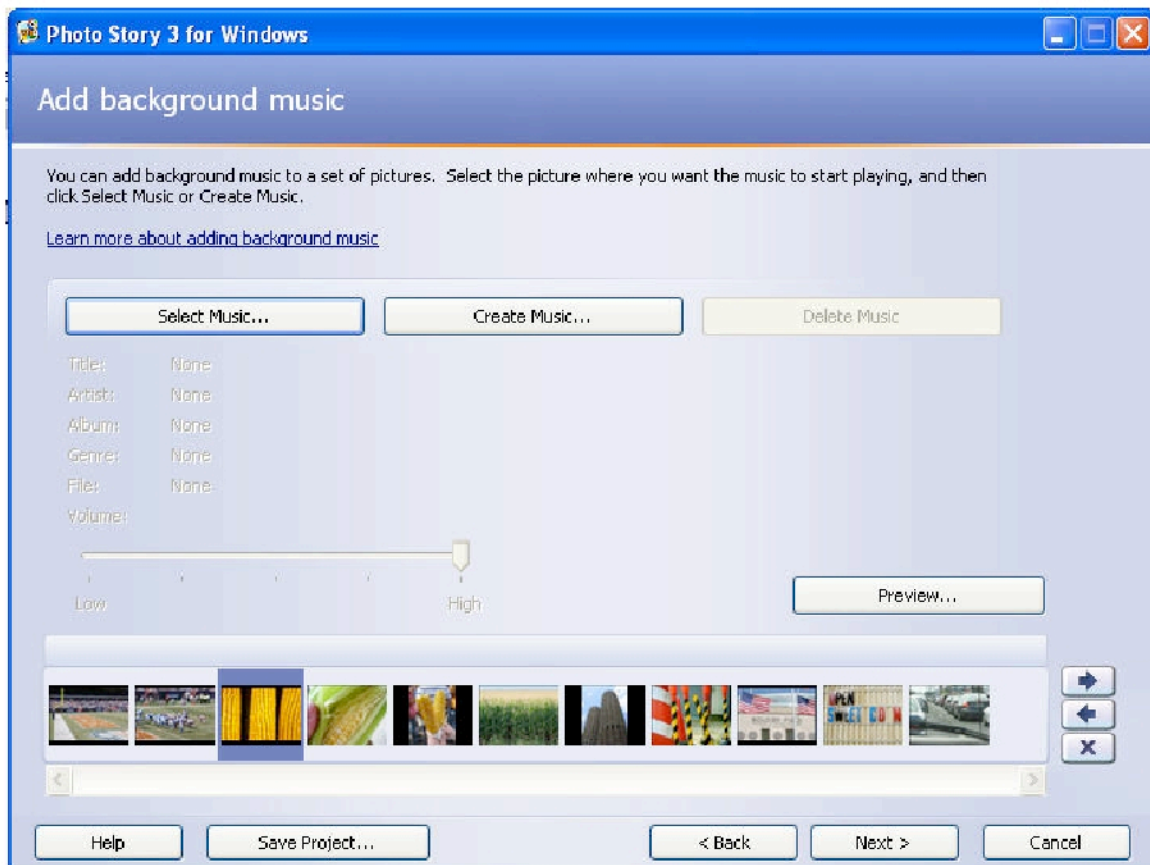 Photo Story 3 for Windows
Add background music
You can add background music to a set of pictures. Select the picture where you want the music to start playing, and then
click Select Music or Create Music.
Learn more about adding background music
Select Music...
Create Music...
Delete Music
Title: None
Artist: None
Album: None
Genre: None
File: None
Volume:
Low
High
Preview...
SWEET
Help
Save Project...
< Back
Next >
Cancel